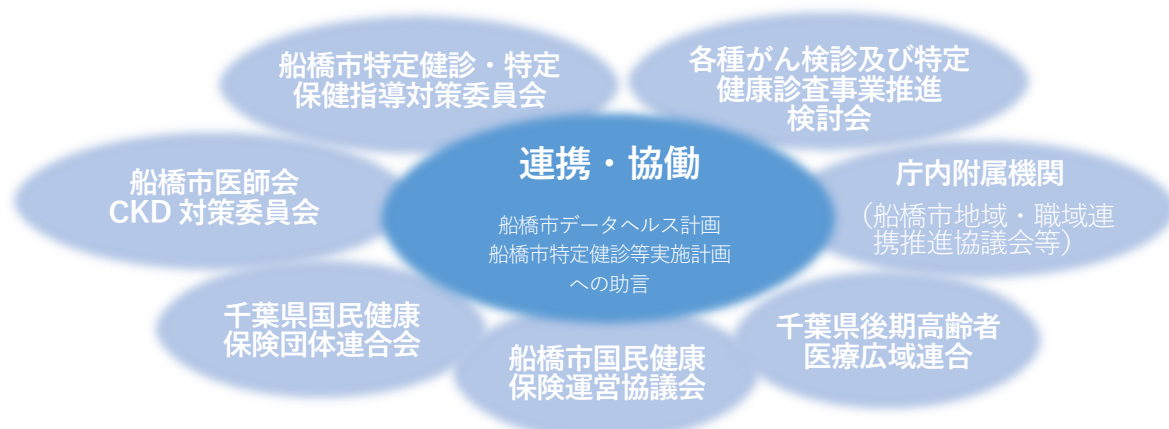 船橋市特定健診・特定
保健指導対策委員会
各種がん検診及び特定
健康診査事業推進
検討会
船橋市医師会
CKD 対策委員会
連携・協働
船橋市データヘルス計画
船橋市特定健診等実施計画
への助言
庁内附属機関
（船橋市地域・職域連
携推進協議会等）
千葉県国民健康
保険団体連合会
船橋市国民健康
保険運営協議会
千葉県後期高齢者
医療広域連合